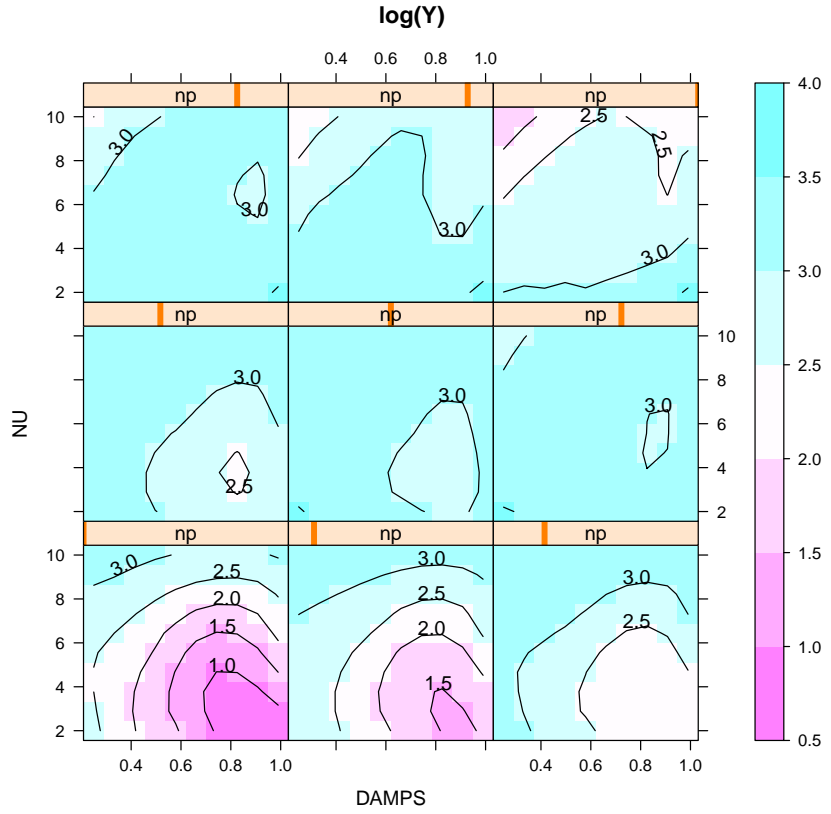 log(Y)
0.4 0.6 0.8 1.0
np np np
10 8 6 4 2
3.0 3.0
3.0
2.5 2.5 3.0
np np np
10 8 6 4 2
3.0 2.5
3.0
3.0
np np np
10 8 6 4 2
3.0 2.5 2.0 1.5 1.0
3.0 2.5 2.0 1.5
3.0 2.5
0.4 0.6 0.8 1.0
0.4 0.6 0.8 1.0
NU
DAMPS
4.0
3.5
3.0
2.5
2.0
1.5
1.0
0.5